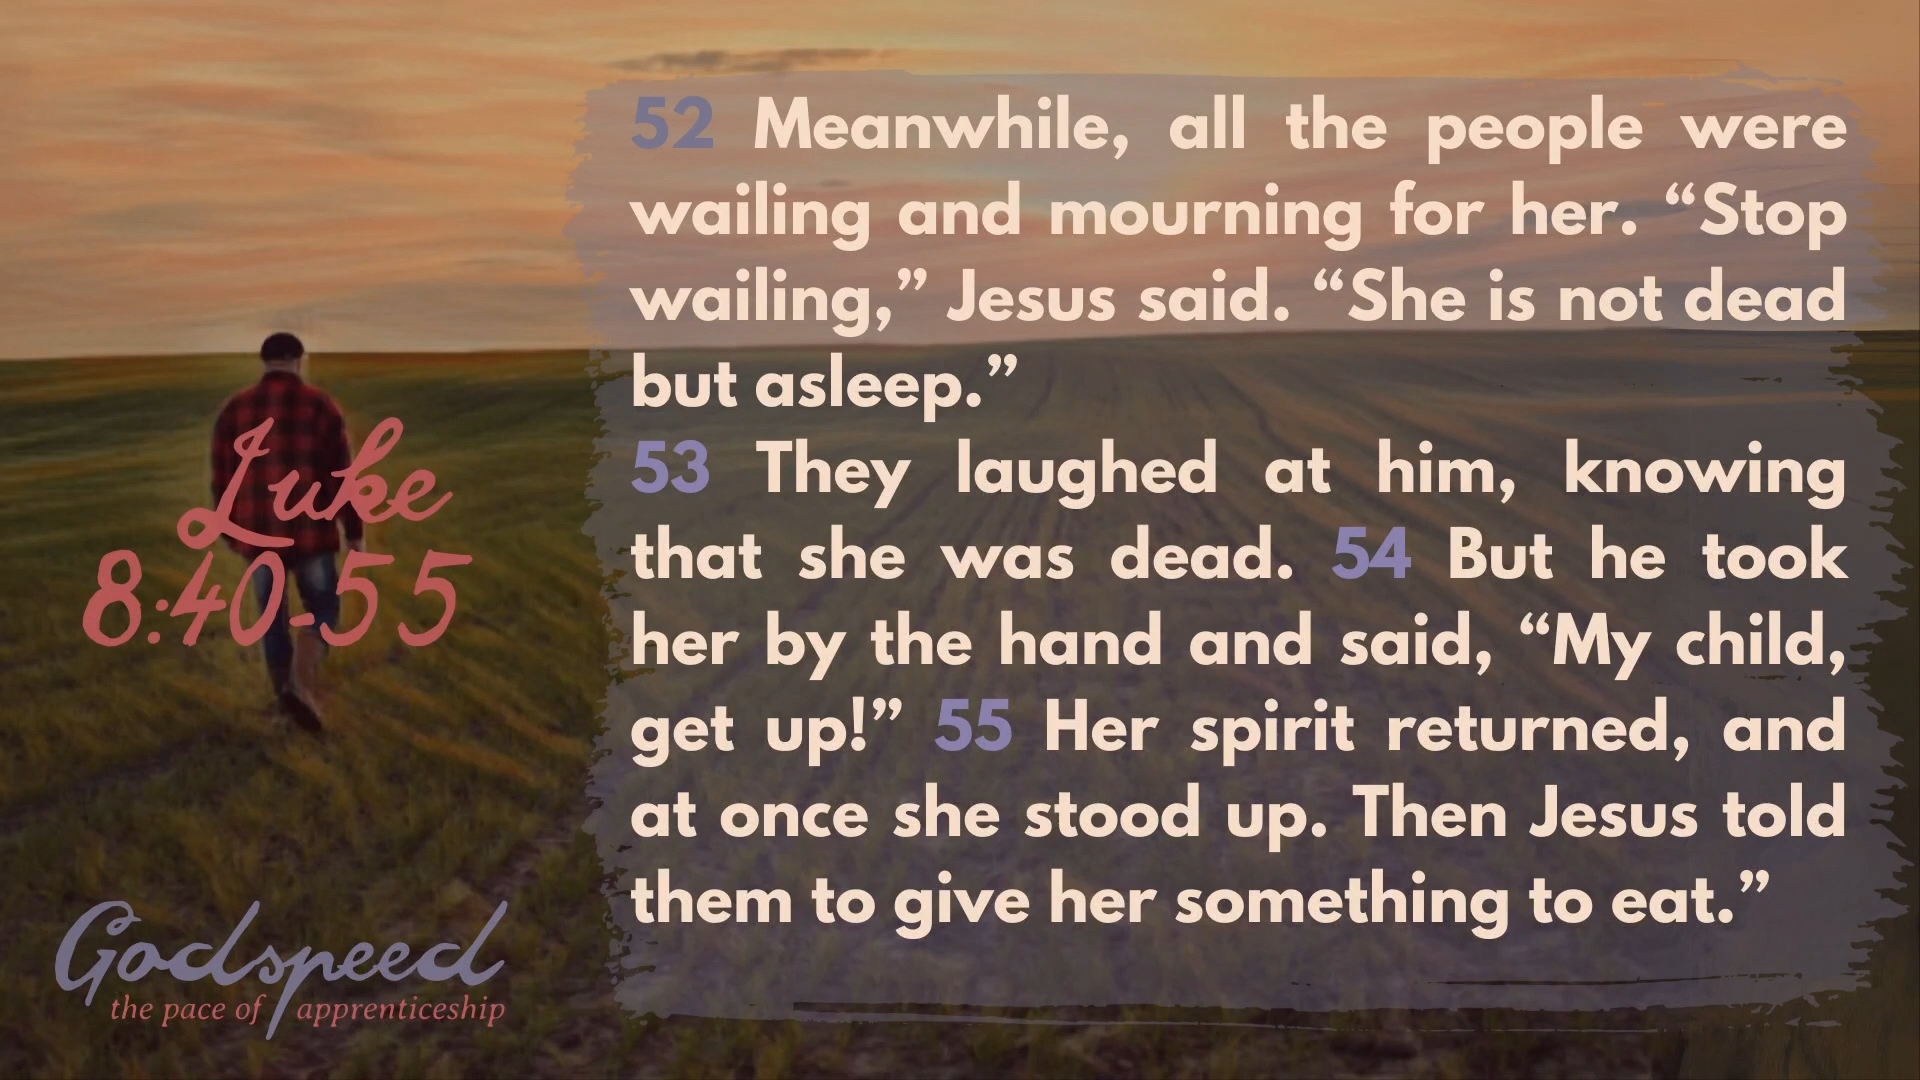 Luke
8:40-55
52 Meanwhile, all the people were
wailing and mourning for her. “Stop
wailing,” Jesus said. “She is not dead
but asleep.”
53 They laughed at him, knowing
that she was dead. 54 But he took
her by the hand and said, “My child,
get up!” 55 Her spirit returned, and
at once she stood up. Then Jesus told
them to give her something to eat.”
Godspeed
the pace of apprenticeship